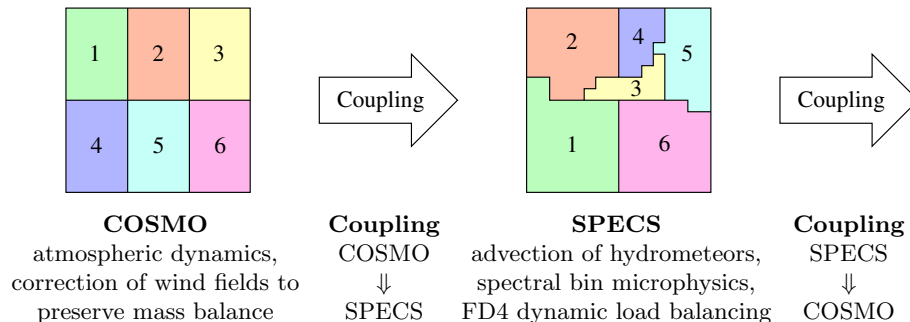 1 2 3
4 5 6
Coupling
2 4 5
3
1 6
Coupling
COSMO
atmospheric dynamics,
correction of wind fields to
preserve mass balance
Coupling
COSMO
⇓
SPECS
SPECS
advection of hydrometeors,
spectral bin microphysics,
FD4 dynamic load balancing
Coupling
SPECS
⇓
COSMO